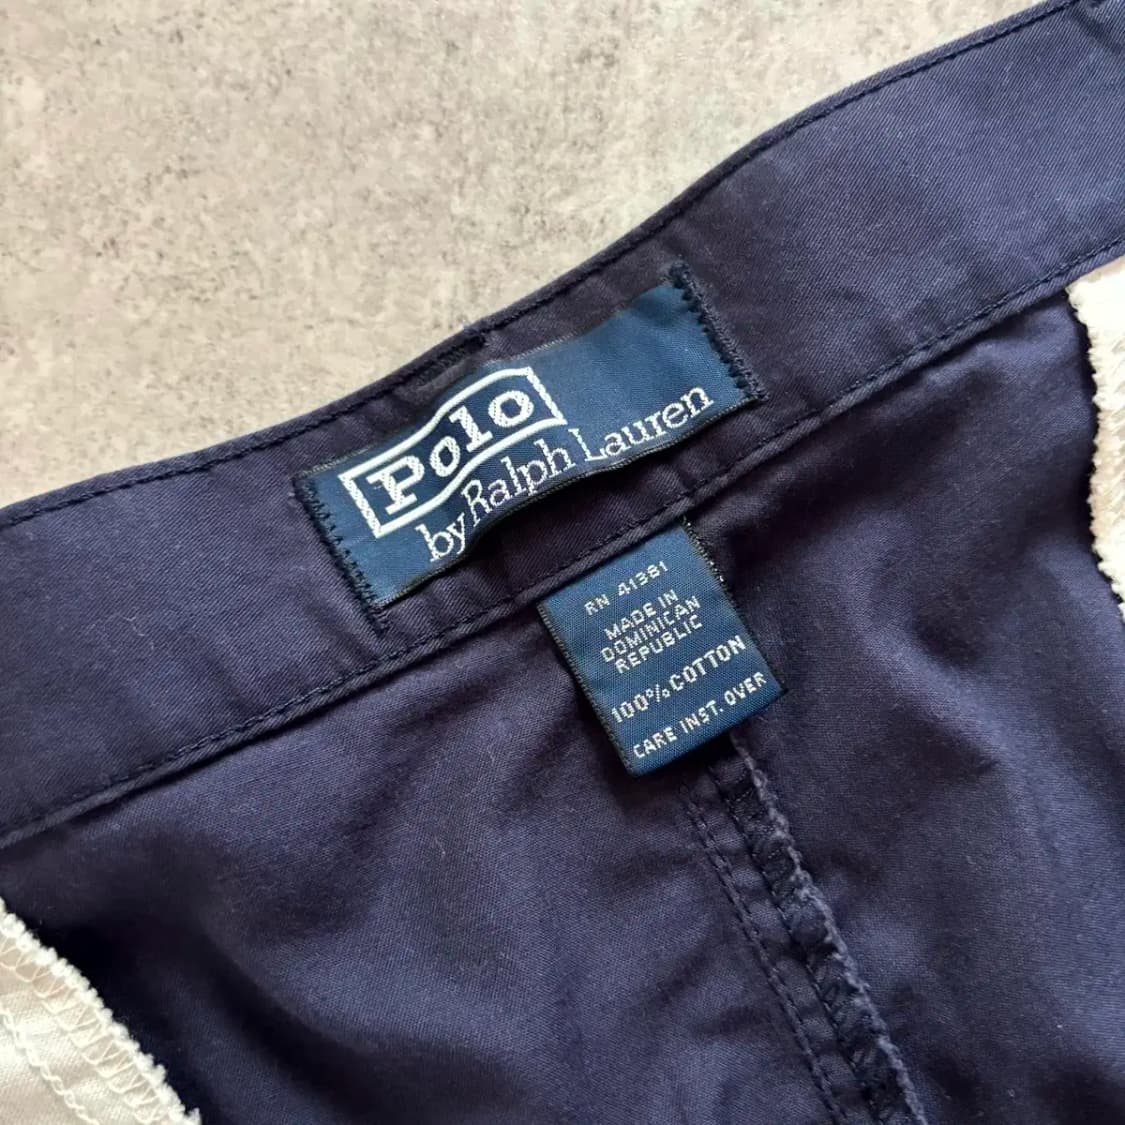 Polo
by Ralph Lauren
RN 41381
MADE IN
DOMINICAN
REPUBLIC
100% COTTON
CARE INST. OVER